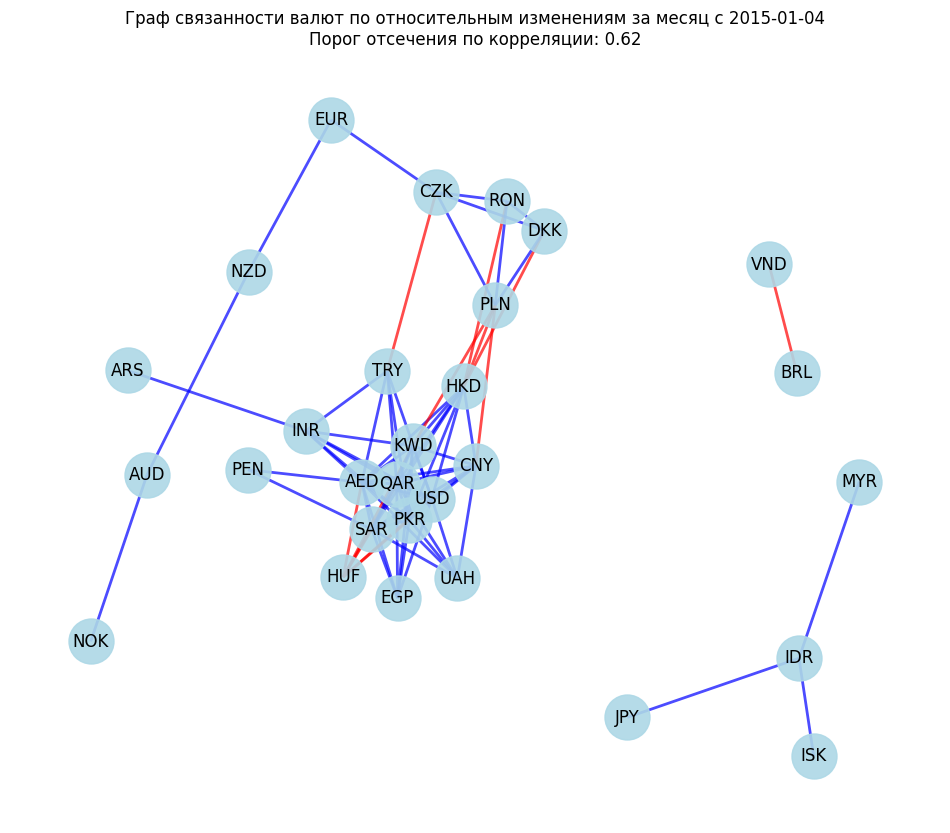 Граф связанности валют по относительным изменениям за месяц с 2015-01-04
Порог отсечения по корреляции: 0.62
EUR
CZK
RON
DKK
VND
NZD
PLN
ARS
TRY
BRL
HKD
INR
KWD
PEN
CNY
AUD
AED
QAR
MYR
USD
SAR
PKR
HUF
UAH
EGP
NOK
IDR
JPY
ISK